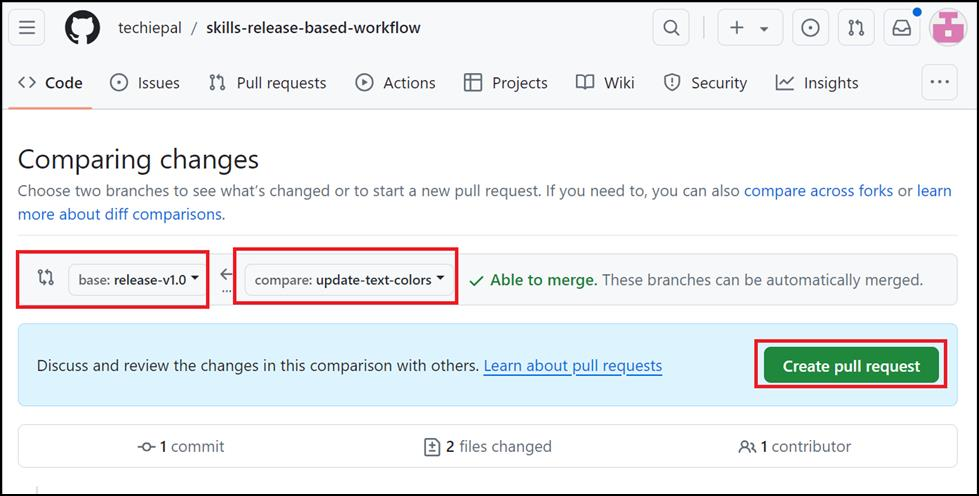 techiepal / skills-release-based-workflow
Code Issues Pull requests Actions Projects Wiki Security Insights ...
Comparing changes
Choose two branches to see what's changed or to start a new pull request. If you need to, you can also compare across forks or learn
more about diff comparisons.
base: release-v1.0 ... compare: update-text-colors Able to merge. These branches can be automatically merged.
Discuss and review the changes in this comparison with others. Learn about pull requests Create pull request
1 commit 2 files changed 1 contributor